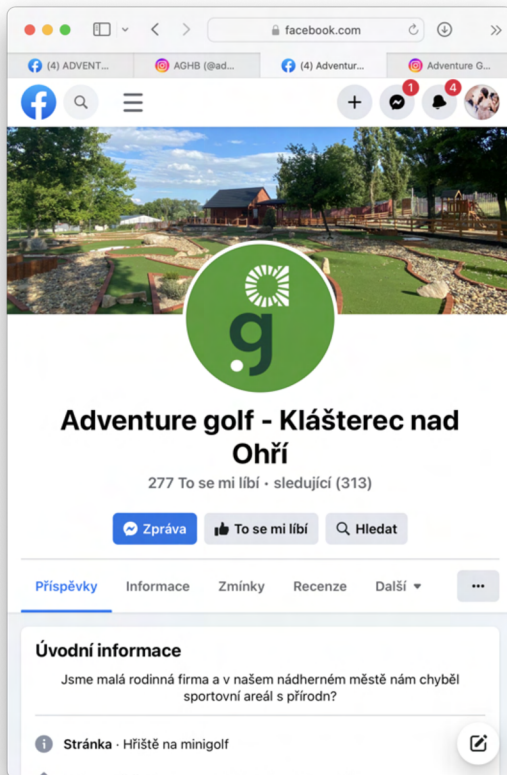 facebook.com
(4) ADVENT...
AGHB (@ad...
(4) Adventur...
Adventure G...
1
4
ag
Adventure golf - Klášterec nad
Ohří
277 To se mi líbí · sledující (313)
Zpráva
To se mi líbí
Hledat
Příspěvky
Informace
Zmínky
Recenze
Další
Úvodní informace
Jsme malá rodinná firma a v našem nádherném městě nám chyběl
sportovní areál s přírodn?
Stránka · Hřiště na minigolf